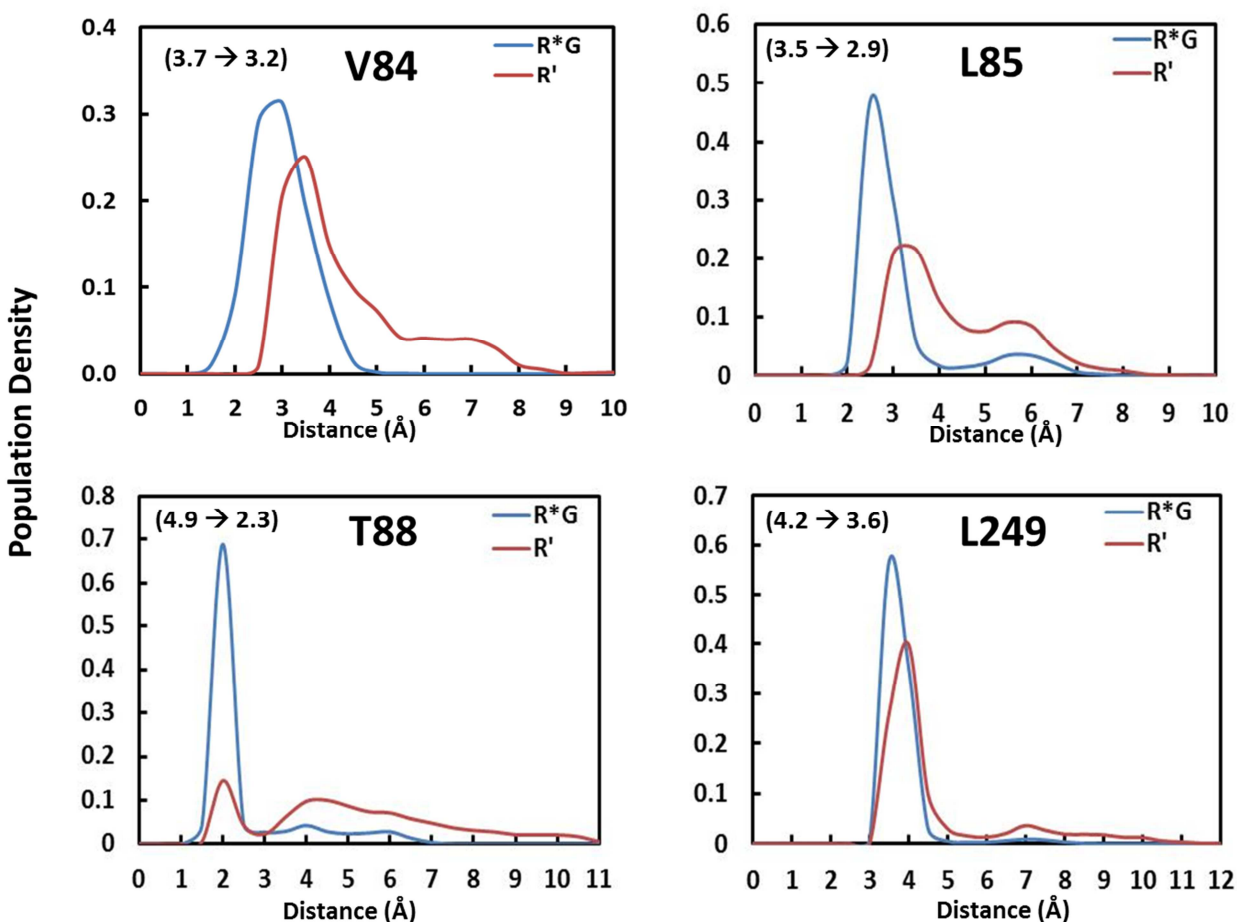 Population Density
(3.7 → 3.2)
V84
R*G
R'
0.4
0.3
0.2
0.1
0.0
0 1 2 3 4 5 6 7 8 9 10
Distance (Å)
(3.5 → 2.9)
L85
R*G
R'
0.6
0.5
0.4
0.3
0.2
0.1
0
0 1 2 3 4 5 6 7 8 9 10
Distance (Å)
(4.9 → 2.3)
T88
R*G
R'
0.8
0.7
0.6
0.5
0.4
0.3
0.2
0.1
0
0 1 2 3 4 5 6 7 8 9 10 11
Distance (Å)
(4.2 → 3.6)
L249
R*G
R'
0.7
0.6
0.5
0.4
0.3
0.2
0.1
0
0 1 2 3 4 5 6 7 8 9 10 11 12
Distance (Å)